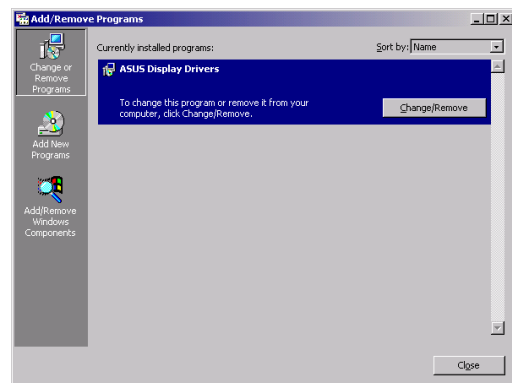 Add/Remove Programs
Change or
Remove
Programs
Add New
Programs
Add/Remove
Windows
Components
Currently installed programs:
Sort by: Name
ASUS Display Drivers
To change this program or remove it from your
computer, click Change/Remove.
Change/Remove
Close